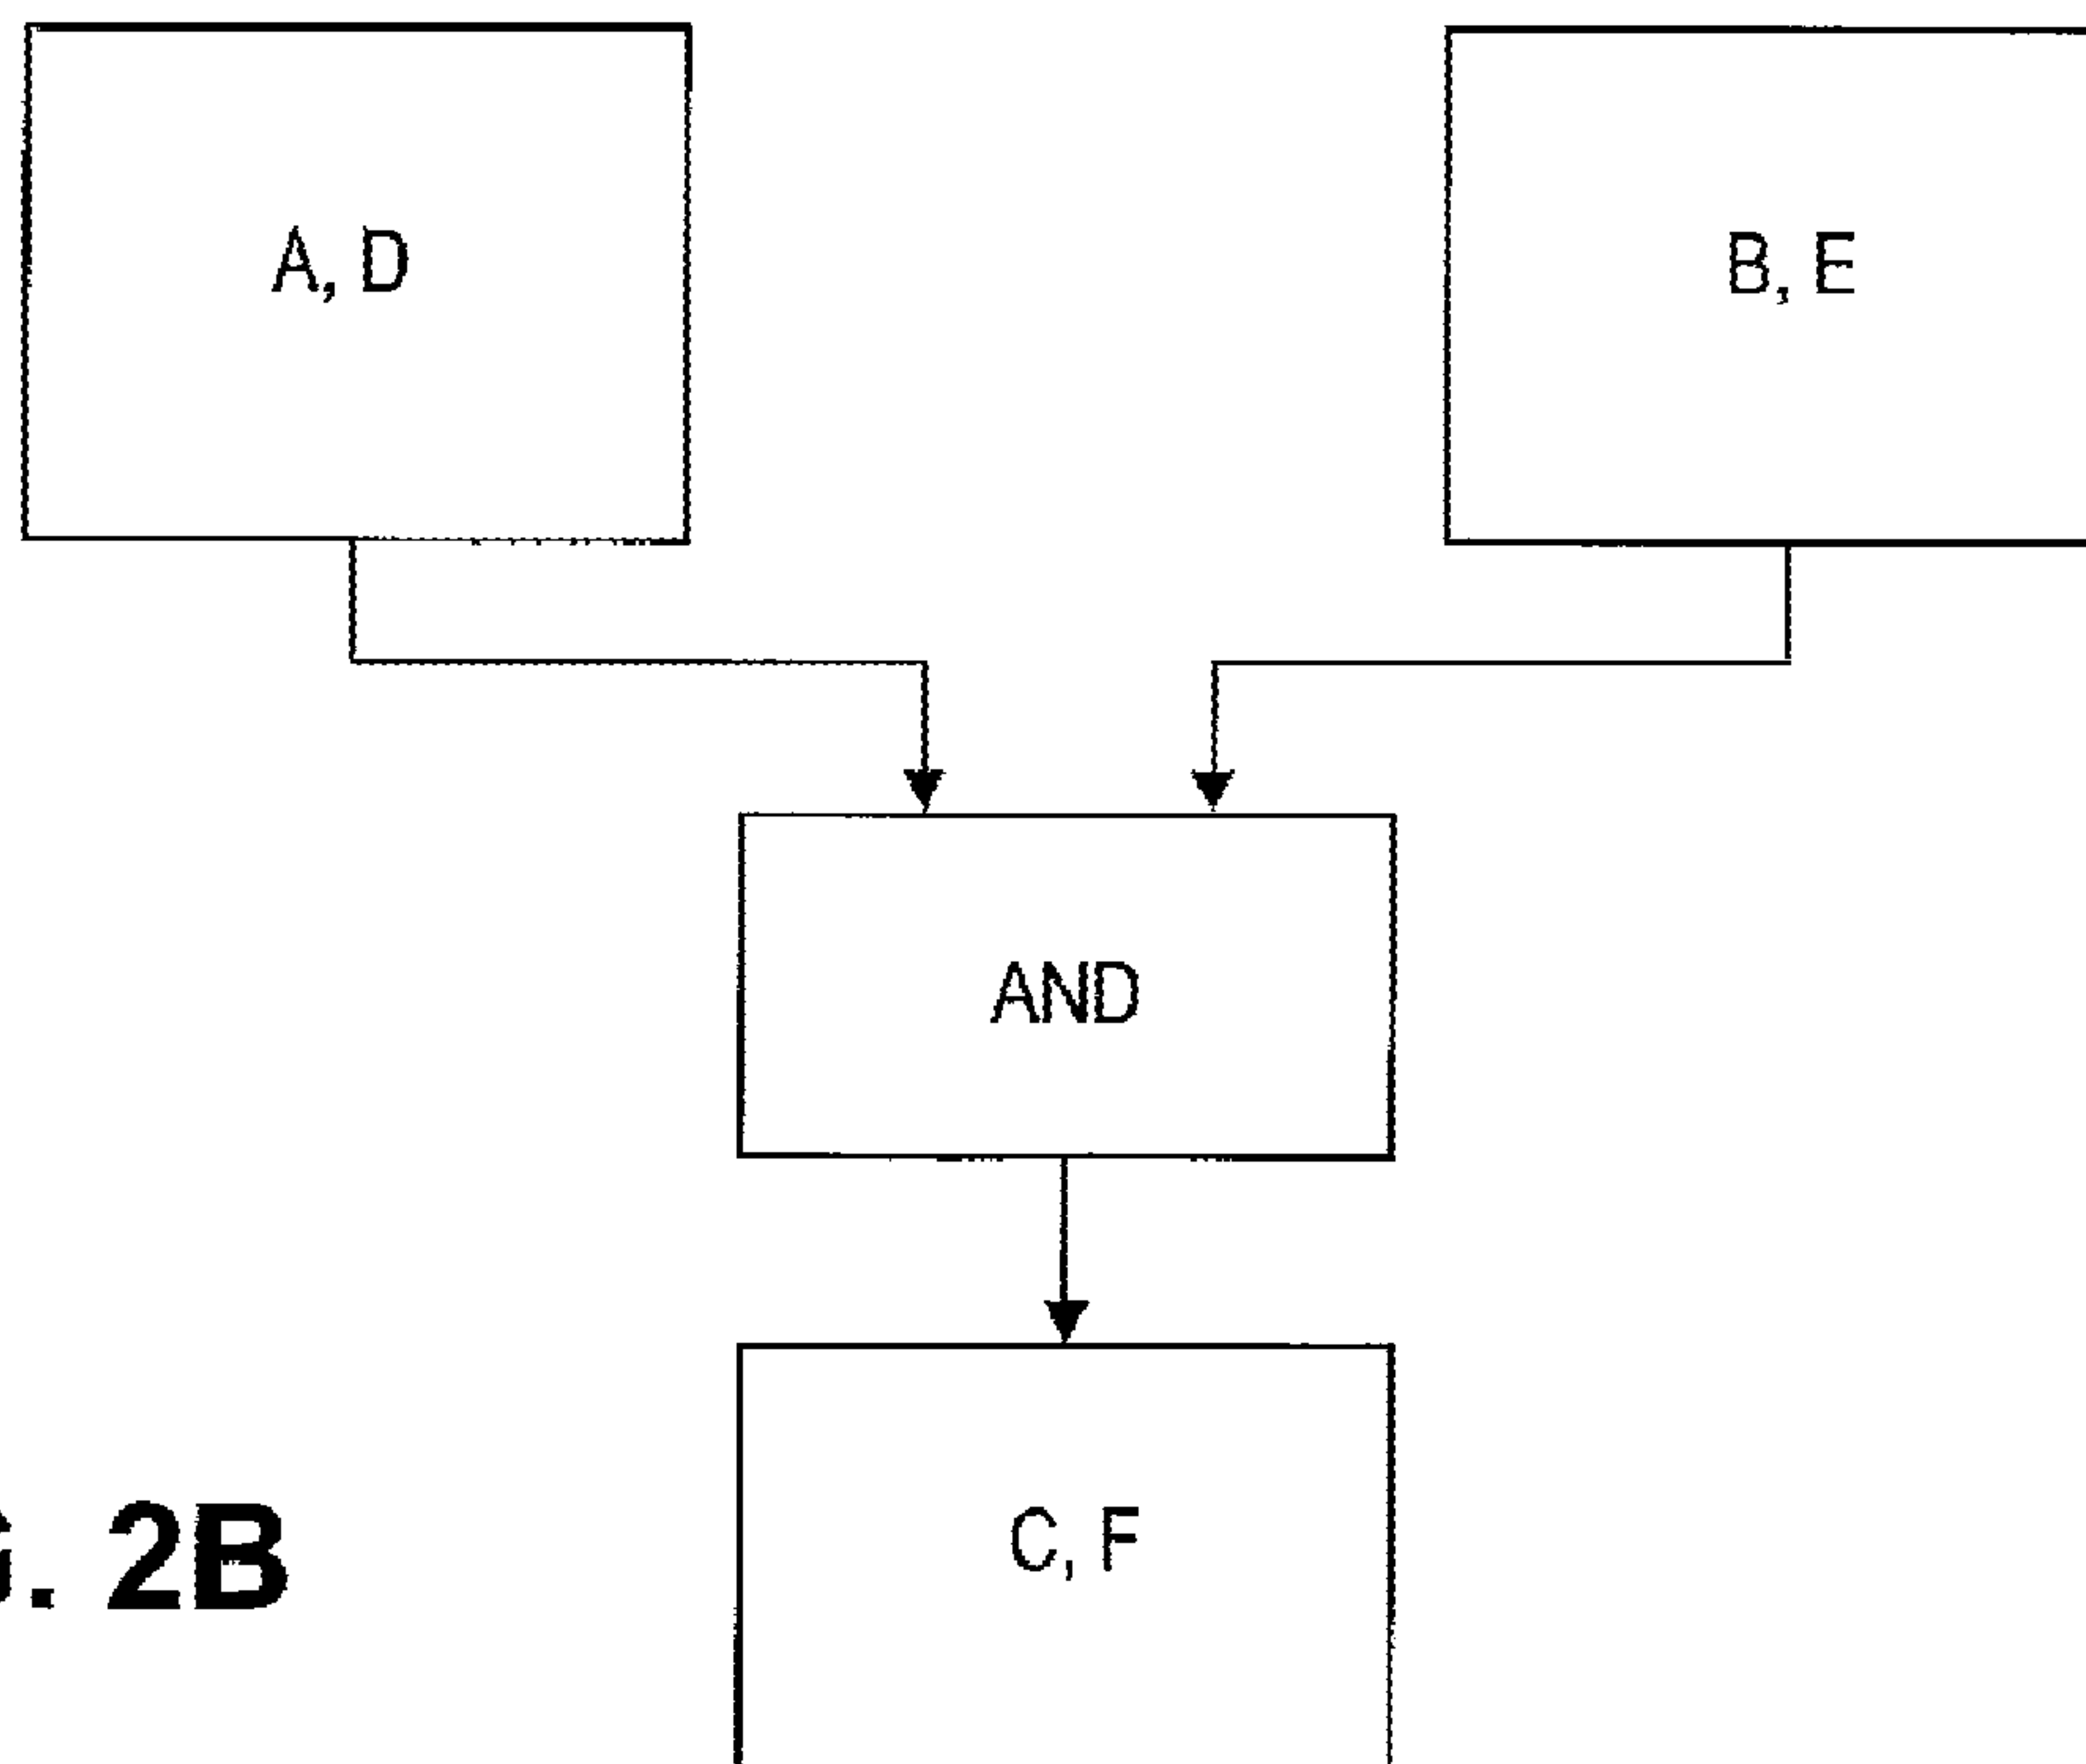 A, D
B, E
AND
C, F
. 2B